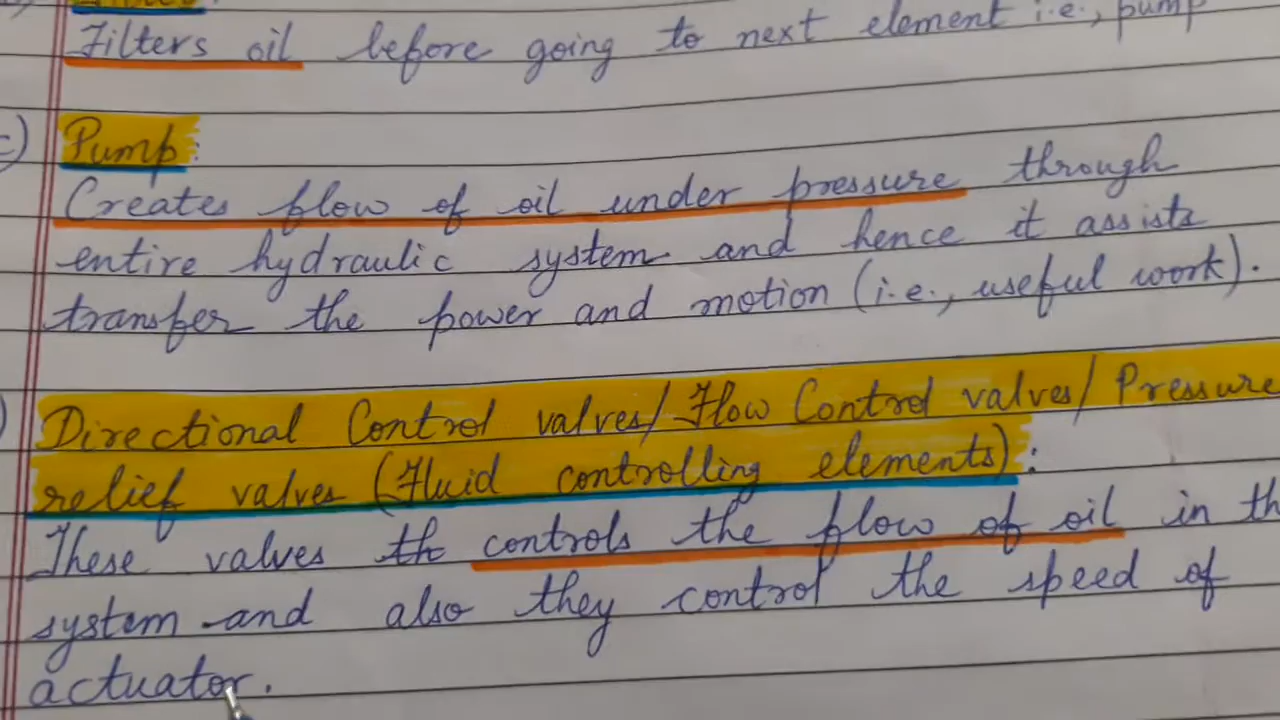 Filters oil before going to next element i.e., pump
c) Pump:
Creates flow of oil under pressure through
entire hydraulic system and hence it assists
transfer the power and motion (i.e., useful work).
) Directional Control valves/Flow Control valves/Pressure
relief valves (Fluid controlling elements):
These valves th controls the flow of oil in th
system and also they control the speed of
actuator.